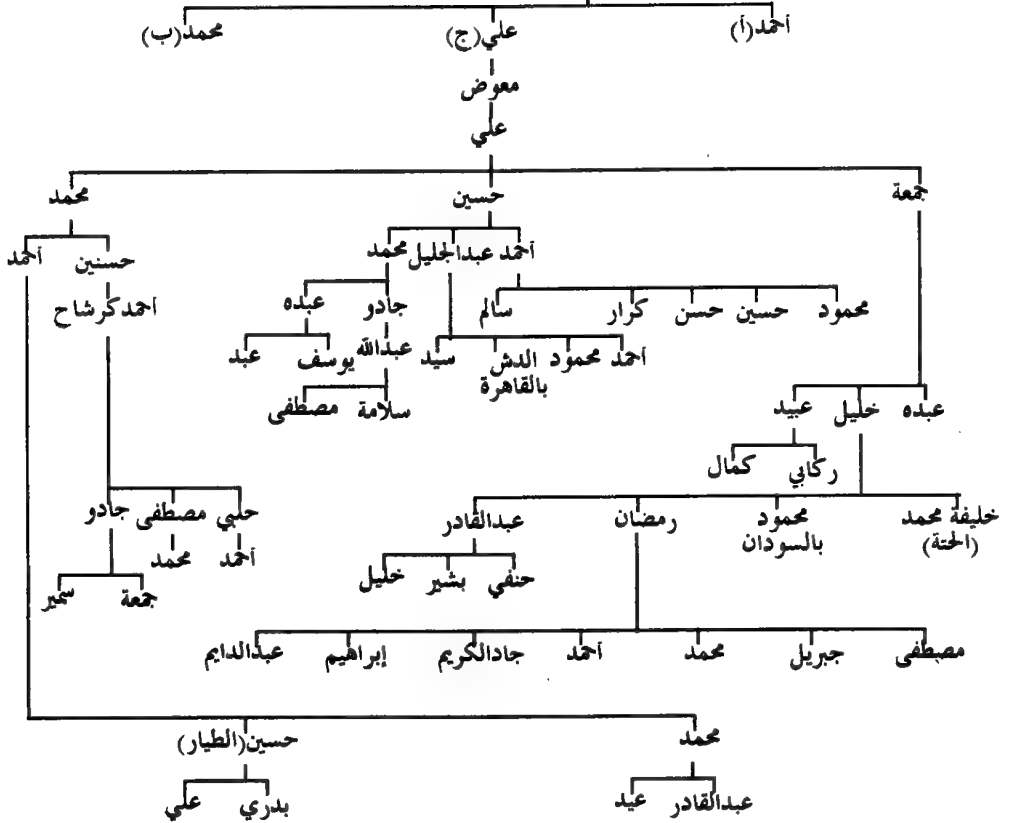 أحمد(أ) علي(ج) محمد(ب)
معوض
علي
جمعة حسين محمد
أحمد عبدالجليل محمد حسنين أحمد
محمود حسين حسن كرار سالم جادو عبده أحمد كرشاح
أحمد محمود الدش سيد عبدالله يوسف عبد
بالقاهرة
عبده خليل عبيد سلامة مصطفى
ركابي كمال
خليفة محمد محمود رمضان عبدالقادر حلبي مصطفى جادو
(الحتة) بالسودان
حنفي بشير خليل أحمد محمد
جمعة سمير
مصطفى جبريل محمد أحمد جادالكريم إبراهيم عبدالدايم
محمد حسين(الطيار)
عبدالقادر عيد بدري علي